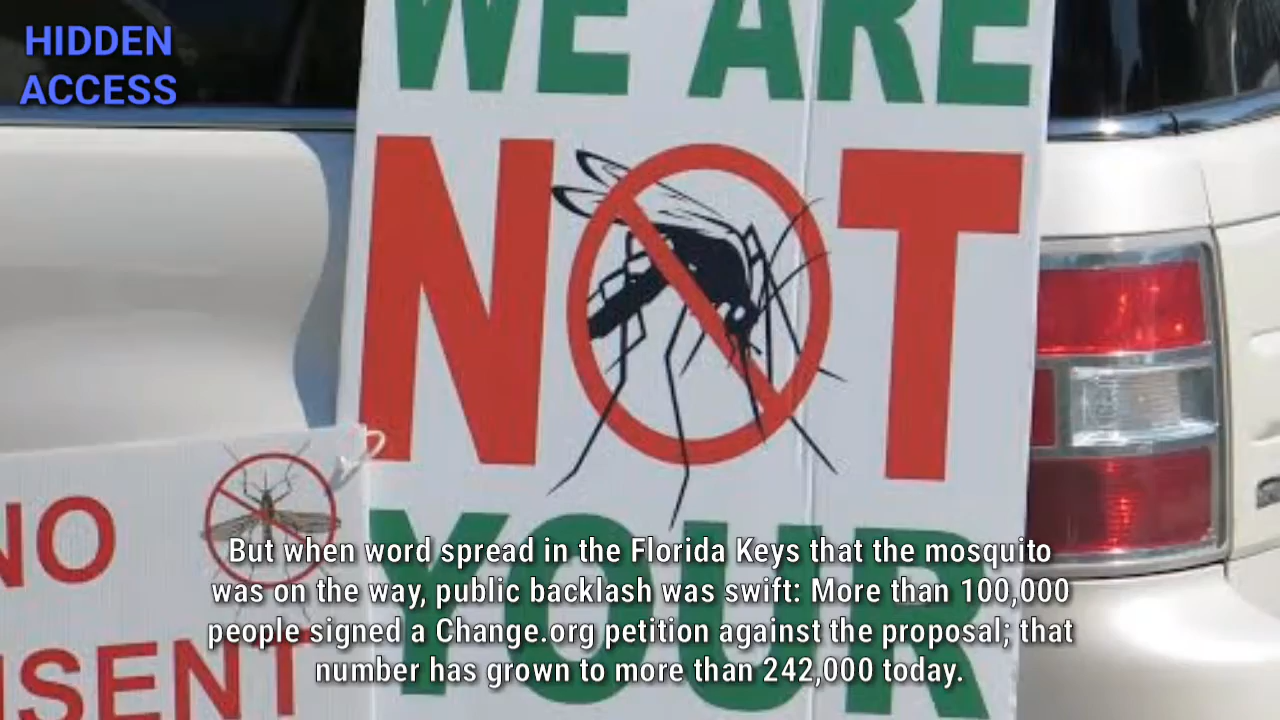 HIDDEN
ACCESS
WE ARE
NOT
YOUR
NO
NSENT
But when word spread in the Florida Keys that the mosquito
was on the way, public backlash was swift: More than 100,000
people signed a Change.org petition against the proposal; that
number has grown to more than 242,000 today.